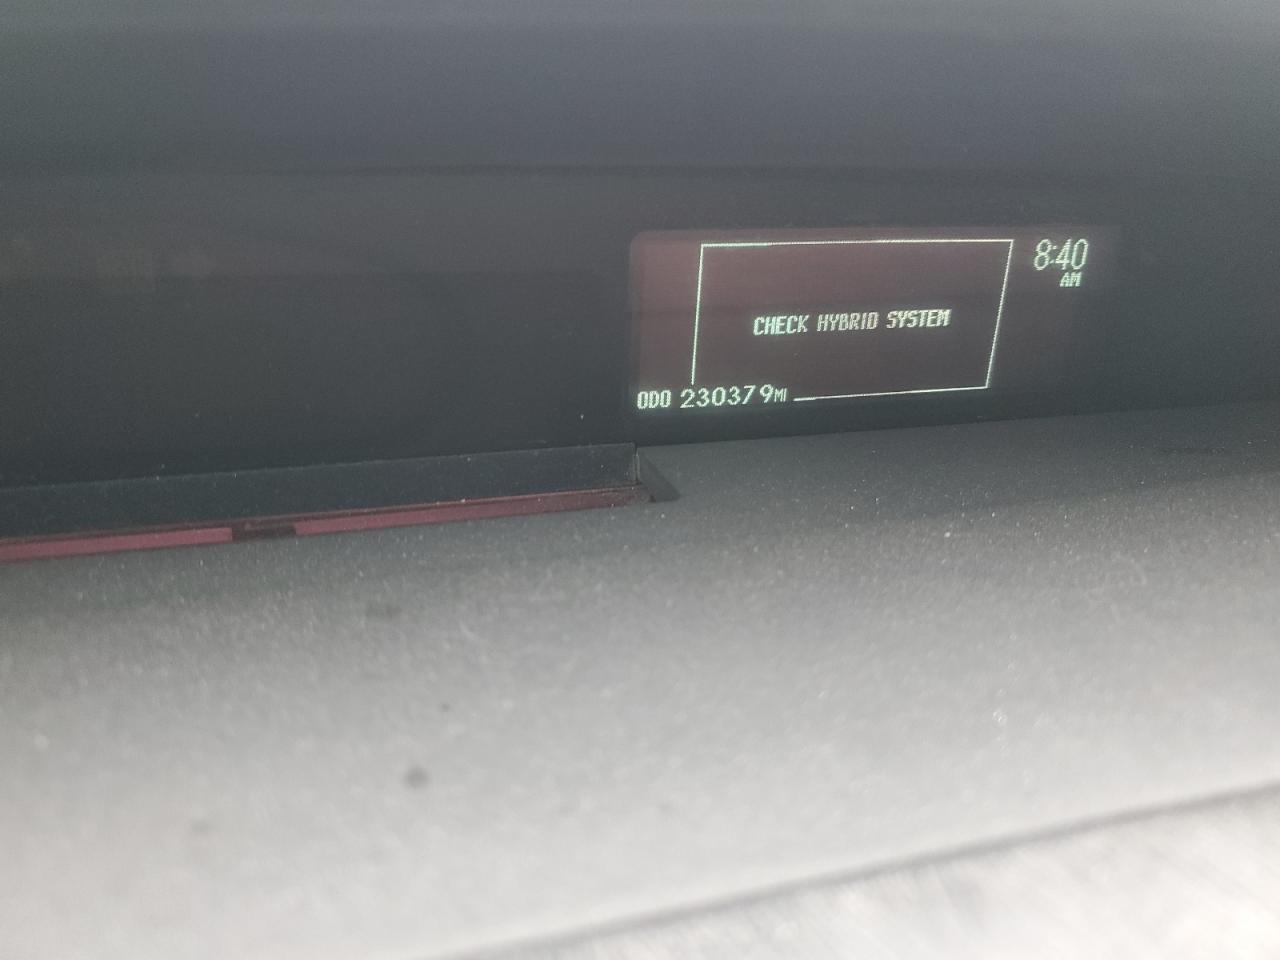 8:40
AM
CHECK HYBRID SYSTEM
ODO 230379MI